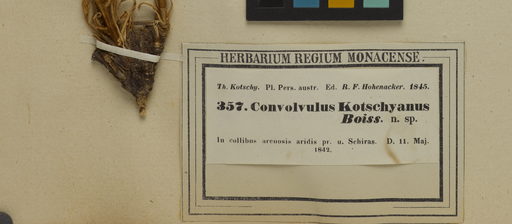 HERBARIUM REGIUM MONACENSE.
Th. Kotschy. Pl. Pers. austr. Ed. R. F. Hohenacker. 1845.
357. Convolvulus Kotschyanus
Boiss. n. sp.
In collibus arenosis aridis pr. u. Schiras. D. 11. Maj.
1842.